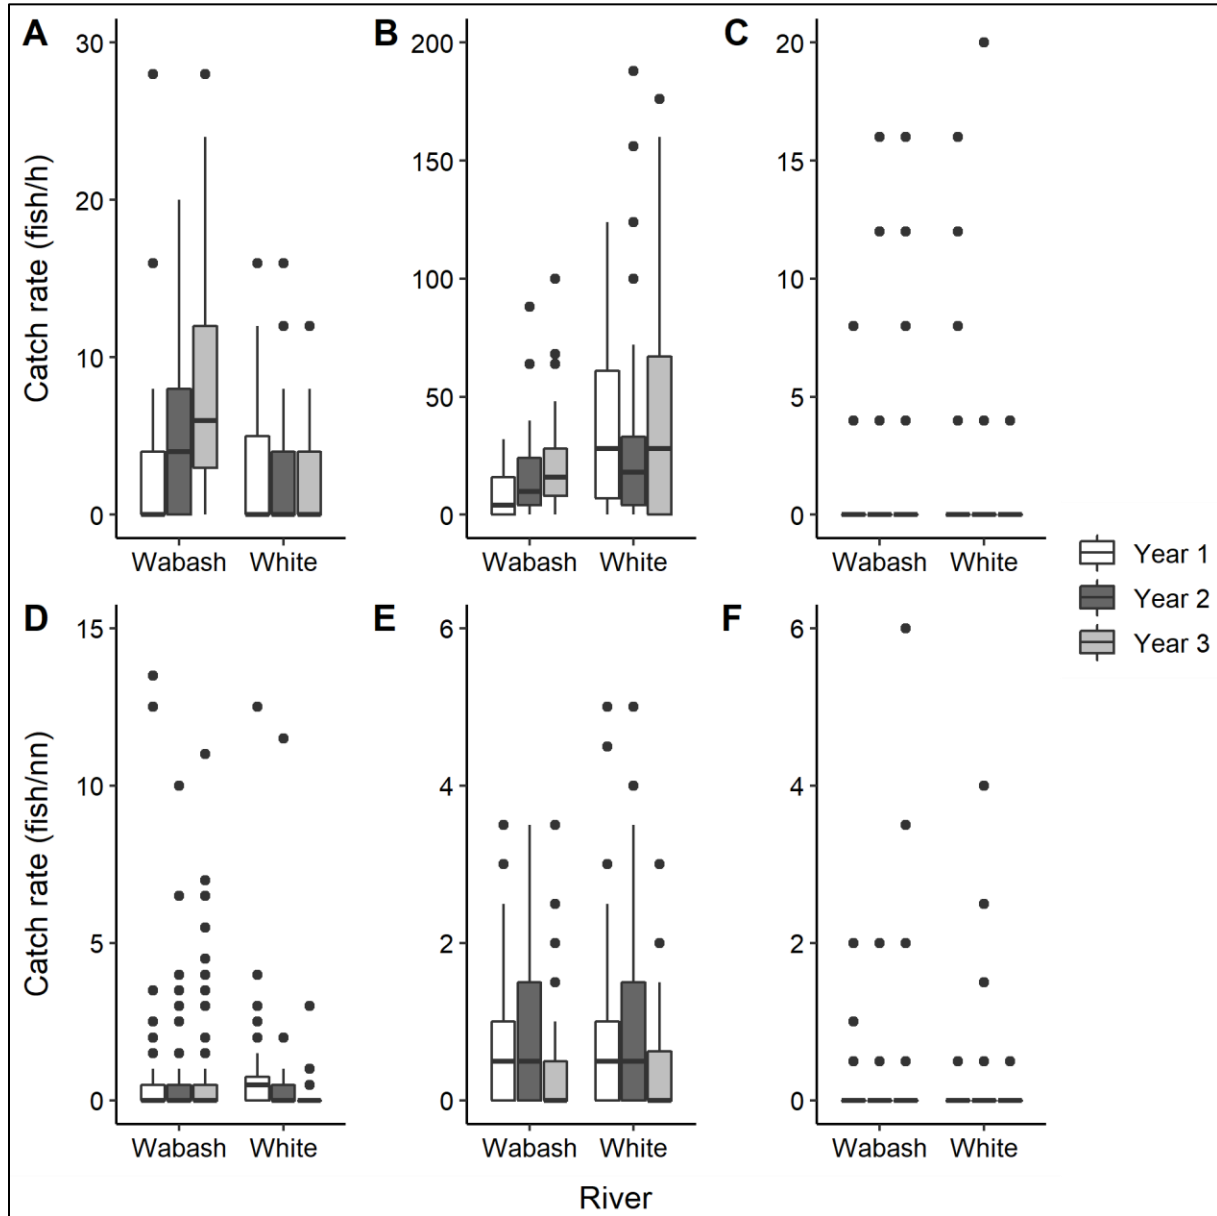 A
B
C
30
20
10
0
200
150
100
50
0
20
15
10
5
0
Catch rate (fish/h)
Wabash White
Wabash White
Wabash White
Year 1
Year 2
Year 3
D
E
F
15
10
5
0
6
4
2
0
6
4
2
0
Catch rate (fish/nn)
Wabash White
Wabash White
Wabash White
River